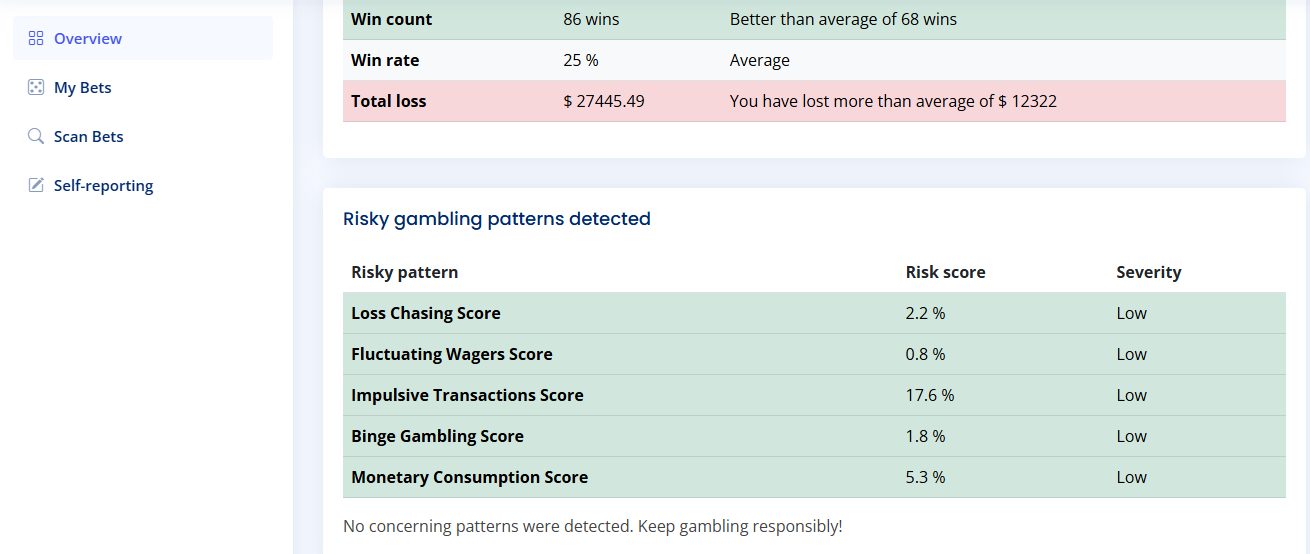 Overview
My Bets
Scan Bets
Self-reporting
Win count 86 wins Better than average of 68 wins
Win rate 25 % Average
Total loss $ 27445.49 You have lost more than average of $ 12322
Risky gambling patterns detected
Risky pattern Risk score Severity
Loss Chasing Score 2.2 % Low
Fluctuating Wagers Score 0.8 % Low
Impulsive Transactions Score 17.6 % Low
Binge Gambling Score 1.8 % Low
Monetary Consumption Score 5.3 % Low
No concerning patterns were detected. Keep gambling responsibly!